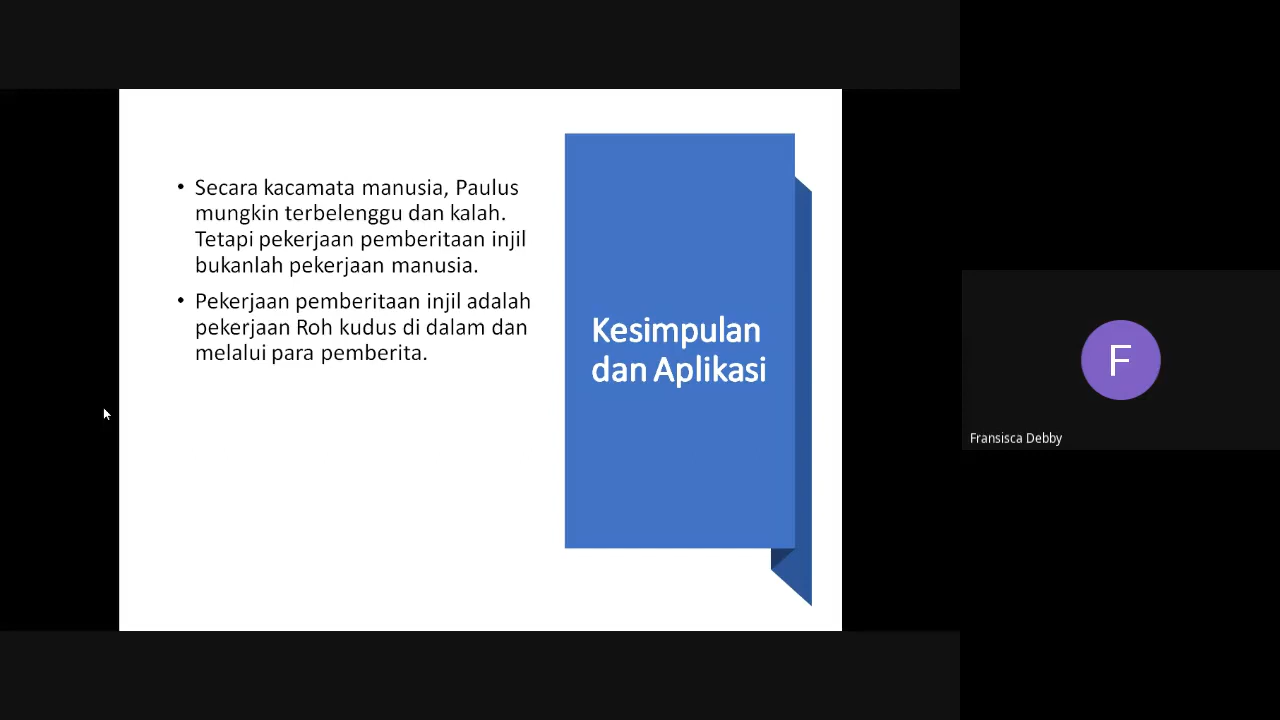 • Secara kacamata manusia, Paulus
mungkin terbelenggu dan kalah.
Tetapi pekerjaan pemberitaan injil
bukanlah pekerjaan manusia.
• Pekerjaan pemberitaan injil adalah
pekerjaan Roh kudus di dalam dan
melalui para pemberita.
Kesimpulan
dan Aplikasi
F
Fransisca Debby